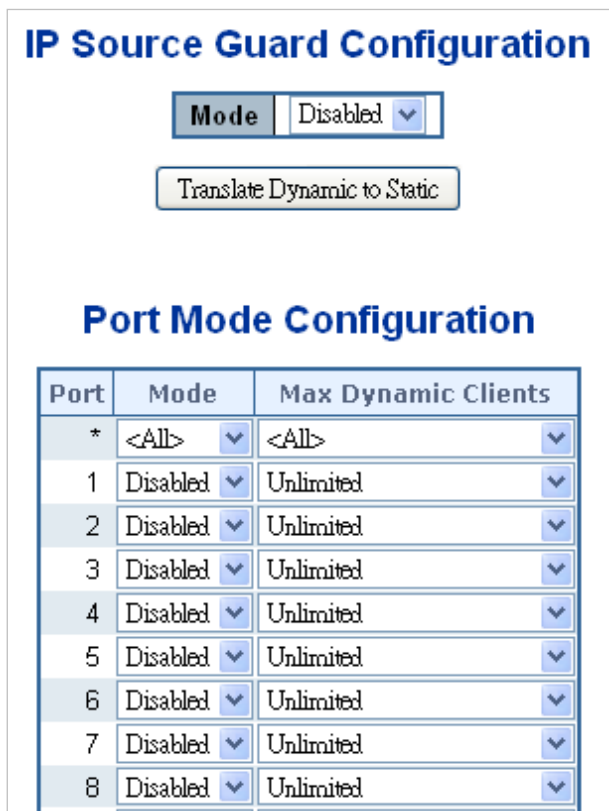 IP Source Guard Configuration
Mode Disabled
Translate Dynamic to Static
Port Mode Configuration
Port Mode Max Dynamic Clients
* <All> <All>
1 Disabled Unlimited
2 Disabled Unlimited
3 Disabled Unlimited
4 Disabled Unlimited
5 Disabled Unlimited
6 Disabled Unlimited
7 Disabled Unlimited
8 Disabled Unlimited